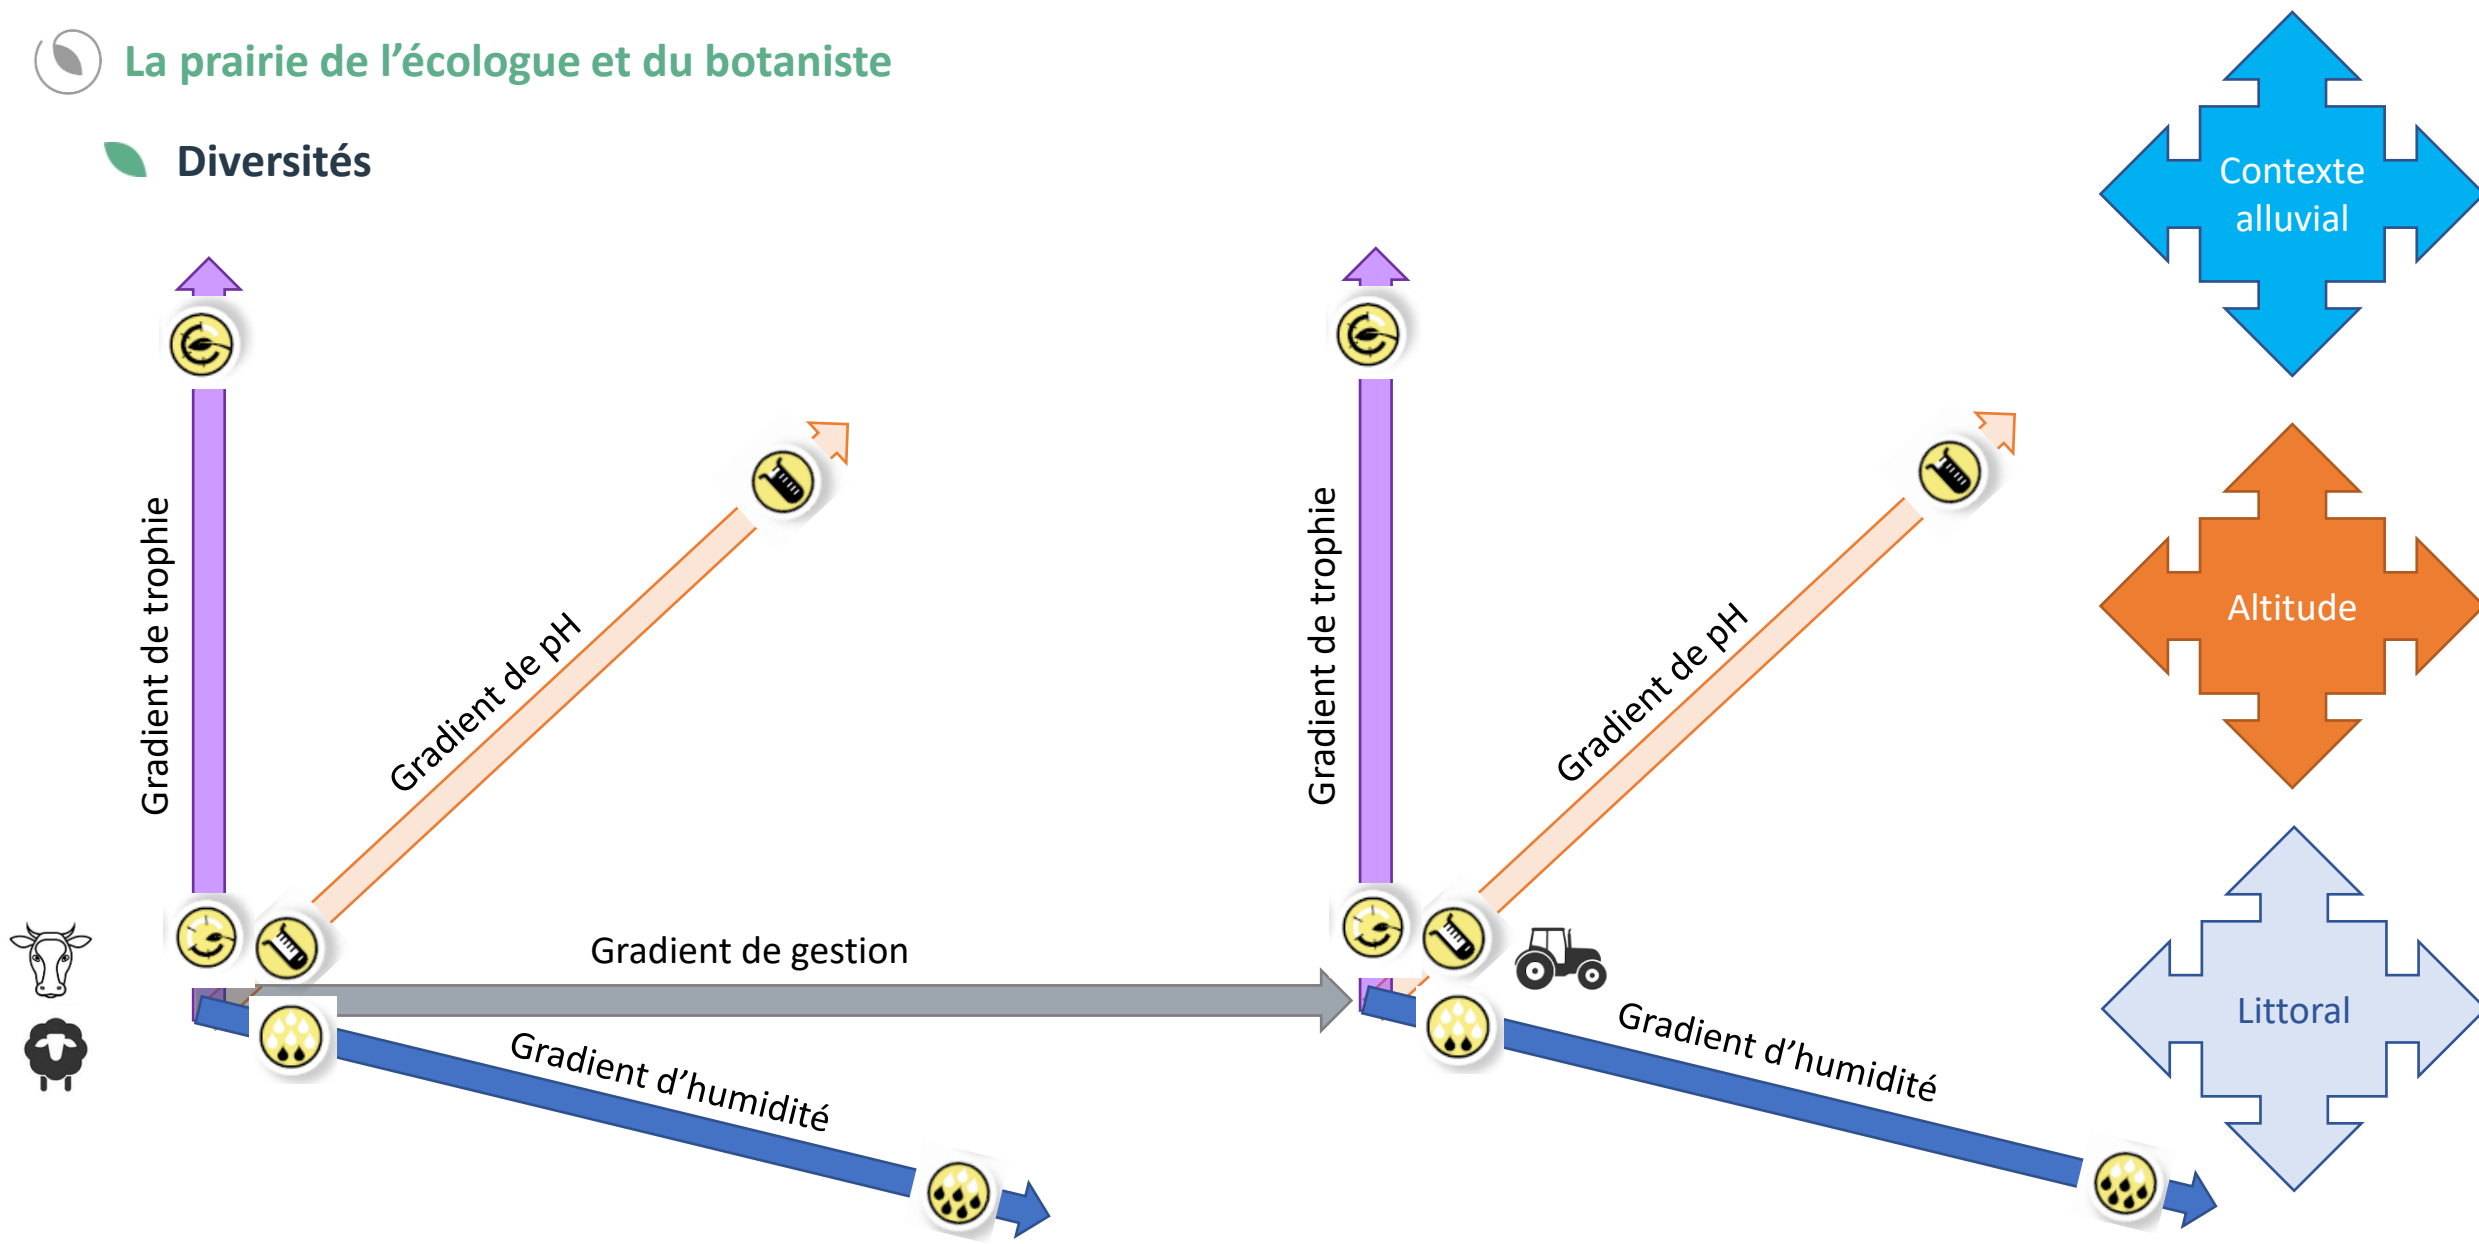 La prairie de l’écologue et du botaniste
Diversités
Gradient de trophie
Gradient de pH
Gradient de gestion
Gradient d’humidité
Gradient de trophie
Gradient de pH
Gradient d’humidité
Contexte
alluvial
Altitude
Littoral